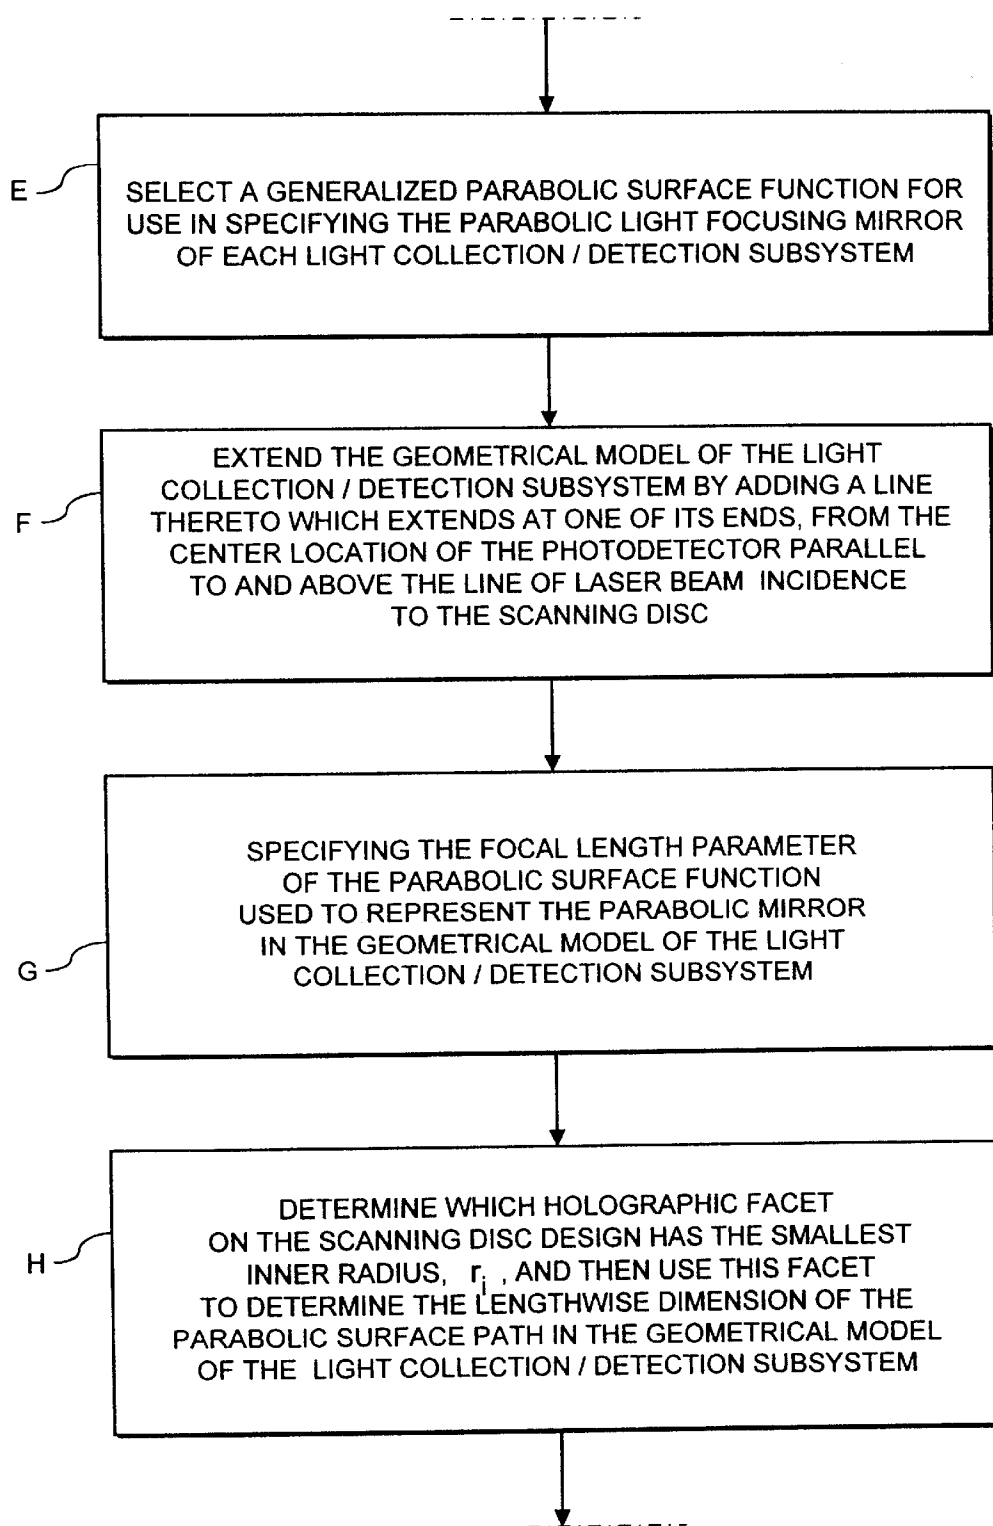 E
SELECT A GENERALIZED PARABOLIC SURFACE FUNCTION FOR
USE IN SPECIFYING THE PARABOLIC LIGHT FOCUSING MIRROR
OF EACH LIGHT COLLECTION / DETECTION SUBSYSTEM
F
EXTEND THE GEOMETRICAL MODEL OF THE LIGHT
COLLECTION / DETECTION SUBSYSTEM BY ADDING A LINE
THERETO WHICH EXTENDS AT ONE OF ITS ENDS, FROM THE
CENTER LOCATION OF THE PHOTODETECTOR PARALLEL
TO AND ABOVE THE LINE OF LASER BEAM INCIDENCE
TO THE SCANNING DISC
G
SPECIFYING THE FOCAL LENGTH PARAMETER
OF THE PARABOLIC SURFACE FUNCTION
USED TO REPRESENT THE PARABOLIC MIRROR
IN THE GEOMETRICAL MODEL OF THE LIGHT
COLLECTION / DETECTION SUBSYSTEM
H
DETERMINE WHICH HOLOGRAPHIC FACET
ON THE SCANNING DISC DESIGN HAS THE SMALLEST
INNER RADIUS, ri , AND THEN USE THIS FACET
TO DETERMINE THE LENGTHWISE DIMENSION OF THE
PARABOLIC SURFACE PATH IN THE GEOMETRICAL MODEL
OF THE LIGHT COLLECTION / DETECTION SUBSYSTEM